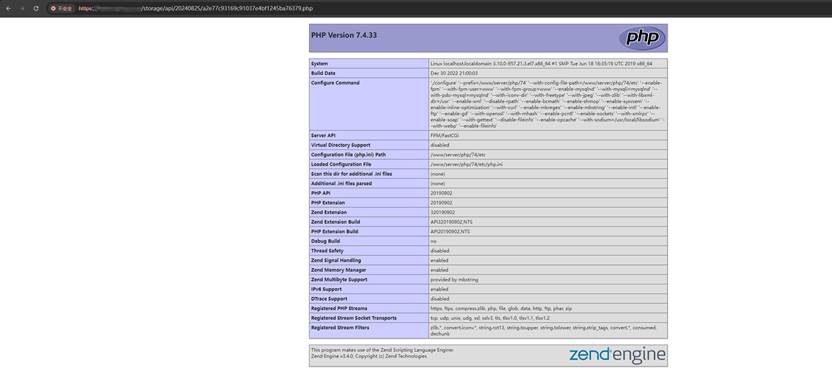 不安全 https: /storage/api/20240825/a2e77c93169c91037e4bf1245ba76379.php
PHP Version 7.4.33
php
System Linux localhost.localdomain 3.10.0-957.21.3.el7.x86_64 #1 SMP Tue Jun 18 16:35:19 UTC 2019 x86_64
Build Date Dec 30 2022 21:00:03
Configure Command './configure' '--prefix=/www/server/php/74' '--with-config-file-path=/www/server/php/74/etc' '--enable-
fpm' '--with-fpm-user=www' '--with-fpm-group=www' '--enable-mysqlnd' '--with-mysqli=mysqlnd' '--
with-pdo-mysql=mysqlnd' '--with-iconv-dir' '--with-freetype' '--with-jpeg' '--with-zlib' '--with-libxml-
dir=/usr' '--enable-xml' '--disable-rpath' '--enable-bcmath' '--enable-shmop' '--enable-sysvsem' '--
enable-inline-optimization' '--with-curl' '--enable-mbregex' '--enable-mbstring' '--enable-intl' '--enable-
ftp' '--with-gd' '--with-openssl' '--with-mhash' '--enable-pcntl' '--enable-sockets' '--with-xmlrpc' '--
enable-soap' '--with-gettext' '--disable-fileinfo' '--enable-opcache' '--with-sodium=/usr/local/libsodium' '--
with-webp' '--enable-fileinfo'
Server API FPM/FastCGI
Virtual Directory Support disabled
Configuration File (php.ini) Path /www/server/php/74/etc
Loaded Configuration File /www/server/php/74/etc/php.ini
Scan this dir for additional .ini files (none)
Additional .ini files parsed (none)
PHP API 20190902
PHP Extension 20190902
Zend Extension 320190902
Zend Extension Build API320190902,NTS
PHP Extension Build API20190902,NTS
Debug Build no
Thread Safety disabled
Zend Signal Handling enabled
Zend Memory Manager enabled
Zend Multibyte Support provided by mbstring
IPv6 Support enabled
DTrace Support disabled
Registered PHP Streams https, ftps, compress.zlib, php, file, glob, data, http, ftp, phar, zip
Registered Stream Socket Transports tcp, udp, unix, udg, ssl, sslv3, tls, tlsv1.0, tlsv1.1, tlsv1.2
Registered Stream Filters zlib.*, convert.iconv.*, string.rot13, string.toupper, string.tolower, string.strip_tags, convert.*, consumed,
dechunk
This program makes use of the Zend Scripting Language Engine:
Zend Engine v3.4.0, Copyright (c) Zend Technologies
zend engine